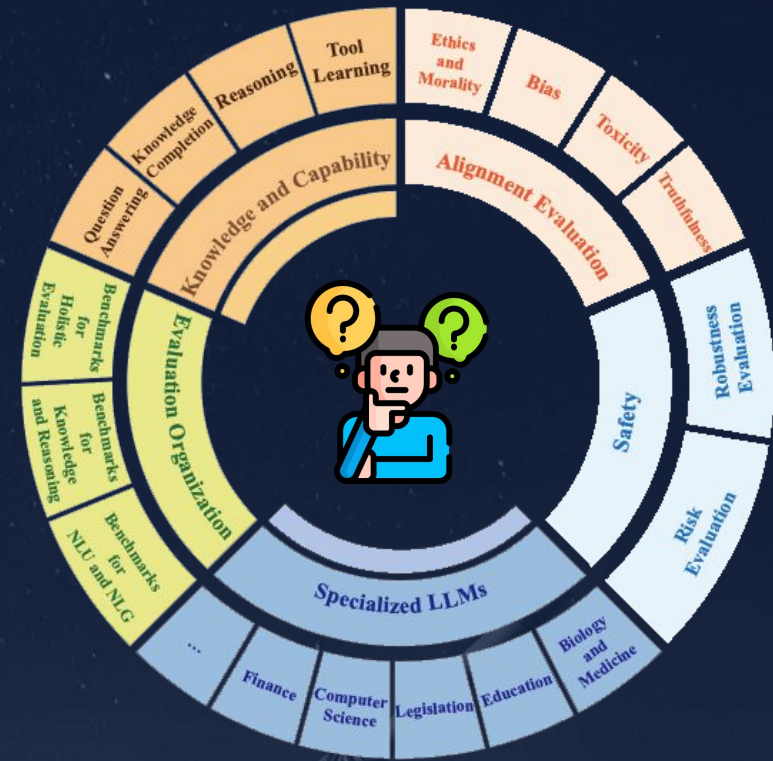 Tool
Learning
Reasoning
Knowledge
Completion
Question
Answering
Knowledge and Capability
Ethics
and
Morality
Bias
Toxicity
Truthfulness
Alignment Evaluation
Robustness
Evaluation
Risk
Evaluation
Safety
Benchmarks
for
Holistic
Evaluation
Benchmarks
for
Knowledge
and Reasoning
Benchmarks
for
NLU and NLG
Evaluation Organization
Specialized LLMs
...
Finance
Computer
Science
Legislation
Education
Biology
and
Medicine
?
?